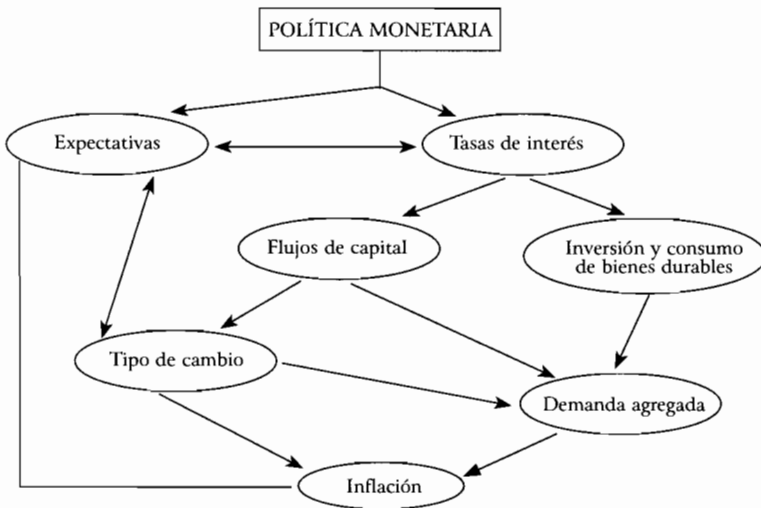 POLÍTICA MONETARIA
Expectativas
Tasas de interés
Flujos de capital
Inversión y consumo
de bienes durables
Tipo de cambio
Demanda agregada
Inflación